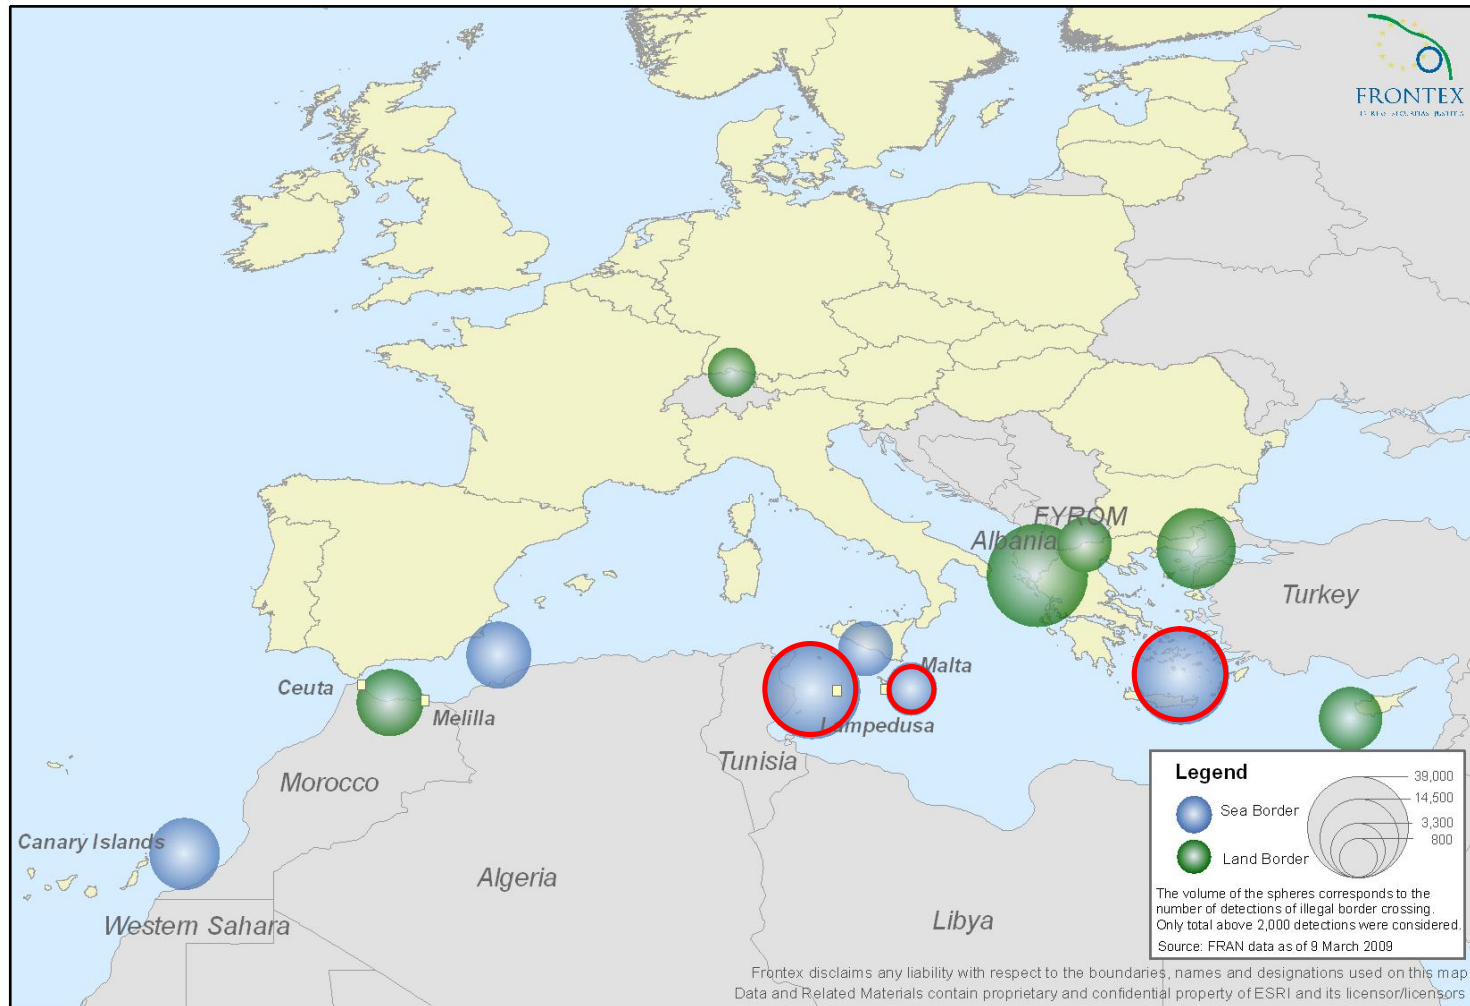 FRONTEX
FYROM
Albania
Turkey
Malta
Ceuta
Melilla
Lampedusa
Tunisia
Morocco
Canary Islands
Algeria
Western Sahara
Libya
Legend
Sea Border
Land Border
39,000
14,500
3,300
800
The volume of the spheres corresponds to the
number of detections of illegal border crossing.
Only total above 2,000 detections were considered.
Source: FRAN data as of 9 March 2009
Frontex disclaims any liability with respect to the boundaries, names and designations used on this map
Data and Related Materials contain proprietary and confidential property of ESRI and its licensor/licensors